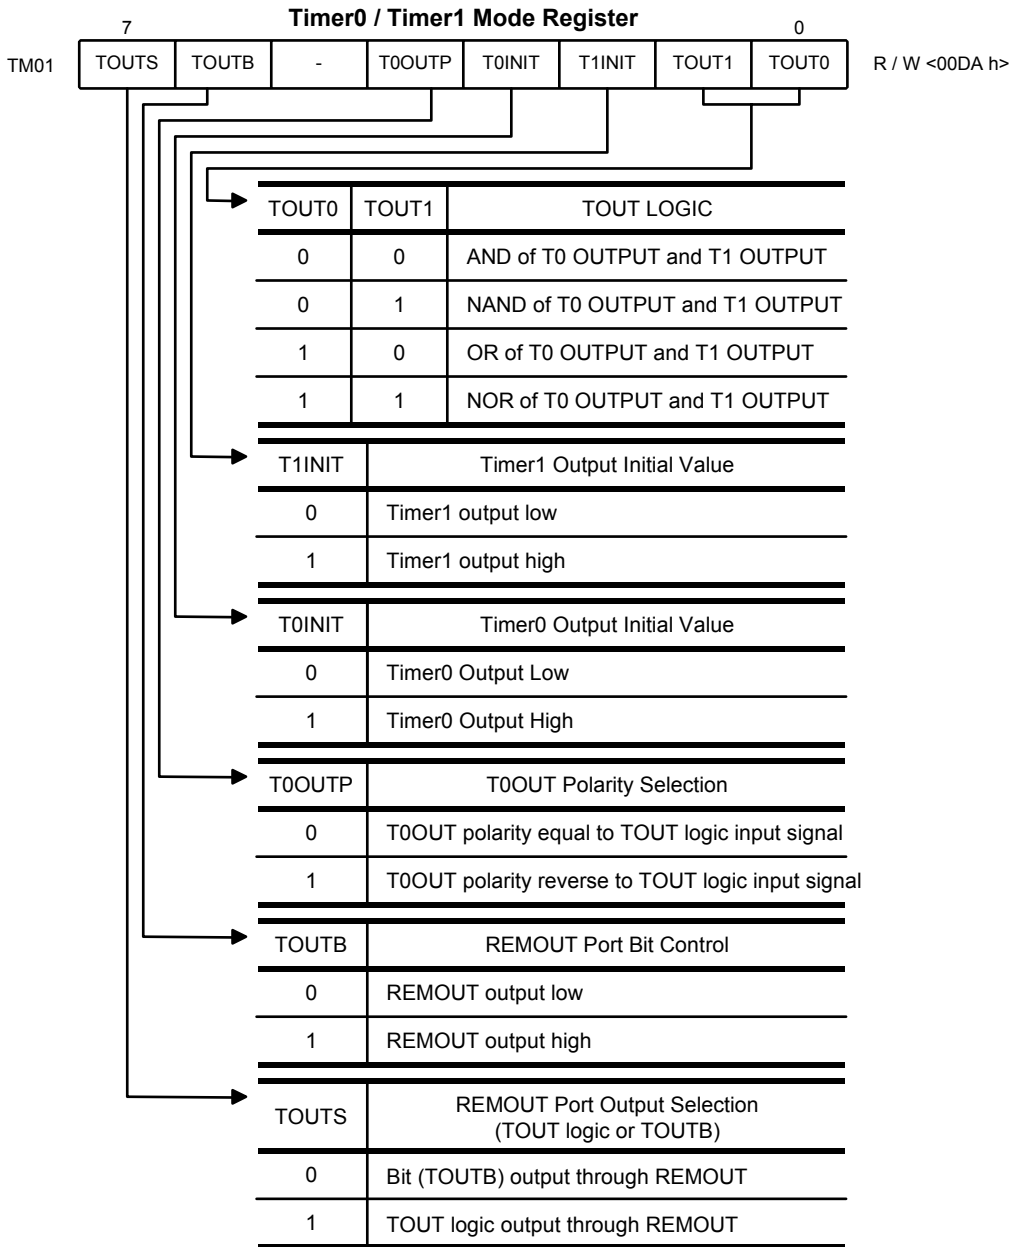 Timer0 / Timer1 Mode Register
7 0
TM01 TOUTS TOUTB - T0OUTP T0INIT T1INIT TOUT1 TOUT0 R / W <00DA h>
TOUT0 TOUT1 TOUT LOGIC
0 0 AND of T0 OUTPUT and T1 OUTPUT
0 1 NAND of T0 OUTPUT and T1 OUTPUT
1 0 OR of T0 OUTPUT and T1 OUTPUT
1 1 NOR of T0 OUTPUT and T1 OUTPUT
T1INIT Timer1 Output Initial Value
0 Timer1 output low
1 Timer1 output high
T0INIT Timer0 Output Initial Value
0 Timer0 Output Low
1 Timer0 Output High
T0OUTP T0OUT Polarity Selection
0 T0OUT polarity equal to TOUT logic input signal
1 T0OUT polarity reverse to TOUT logic input signal
TOUTB REMOUT Port Bit Control
0 REMOUT output low
1 REMOUT output high
TOUTS REMOUT Port Output Selection
(TOUT logic or TOUTB)
0 Bit (TOUTB) output through REMOUT
1 TOUT logic output through REMOUT